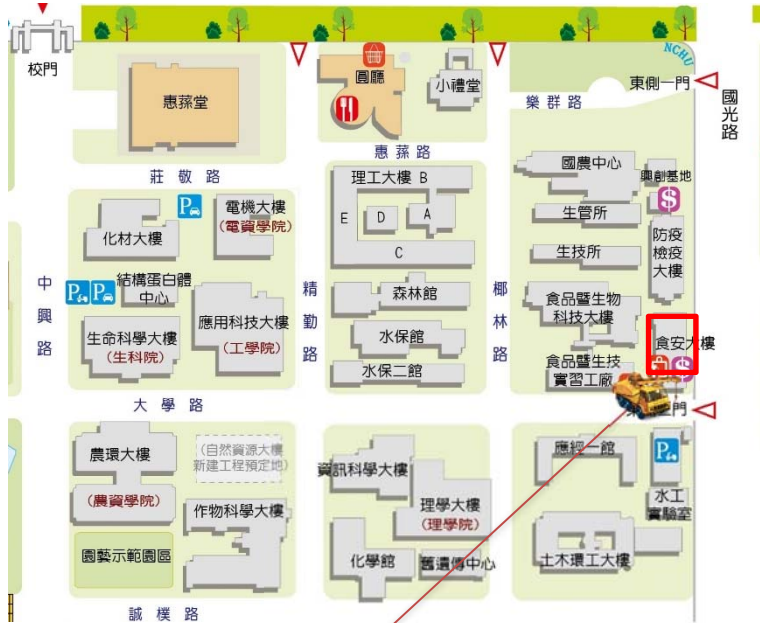 校門
惠蓀堂
圓廳
小禮堂
NCHU
東側一門
國光路
樂群路
惠蓀路
莊敬路
國農中心
興創基地
$
理工大樓 B
E
D
A
C
生管所
電機大樓
(電資學院)
P
化材大樓
防疫
檢疫
大樓
生技所
中興路
精勤路
椰林路
P
P
結構蛋白體
中心
森林館
食品暨生物
科技大樓
應用科技大樓
(工學院)
生命科學大樓
(生科院)
水保館
食安大樓
水保二館
食品暨生技
實習工廠
$
大學路
門
農環大樓
(自然資源大樓
新建工程預定地)
資訊科學大樓
應經一館
P
(農資學院)
作物科學大樓
理學大樓
(理學院)
水工
實驗室
園藝示範園區
化學館
舊遺傳中心
土木環工大樓
誠樸路